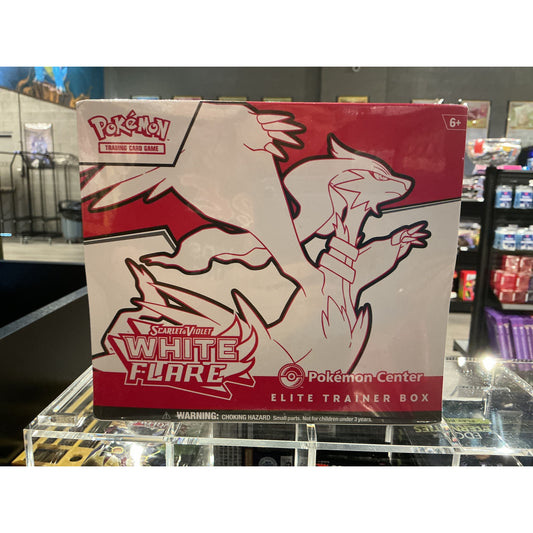 Pokémon
TRADING CARD GAME
6+
SCARLET & VIOLET
WHITE
FLARE
Pokémon Center
ELITE TRAINER BOX
WARNING: CHOKING HAZARD Small parts. Not for children under 3 years.